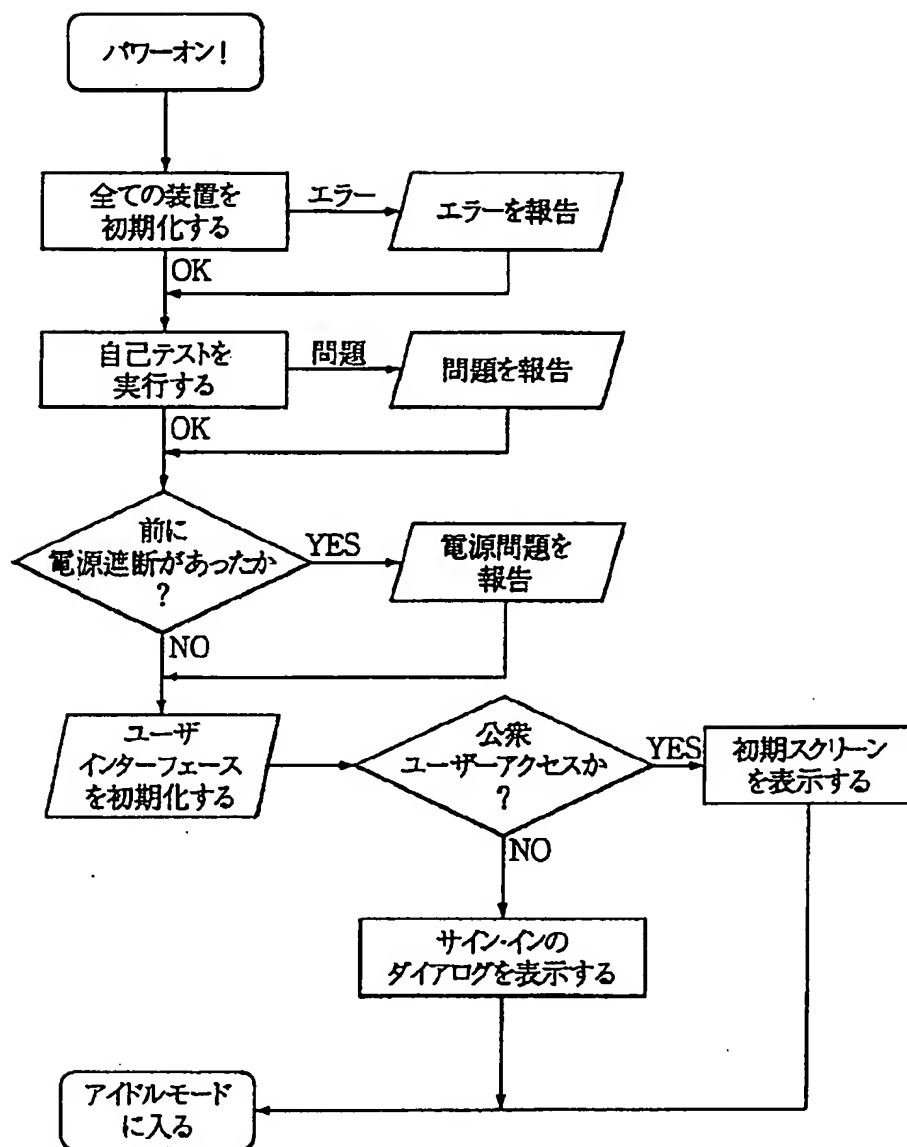 パワーオン!
全ての装置を
初期化する
エラー
エラーを報告
OK
自己テストを
実行する
問題
問題を報告
OK
前に
電源遮断があったか
?
YES
電源問題を
報告
NO
ユーザ
インターフェース
を初期化する
公衆
ユーザーアクセスか
?
YES
初期スクリーン
を表示する
NO
サイン・インの
ダイアログを表示する
アイドルモード
に入る